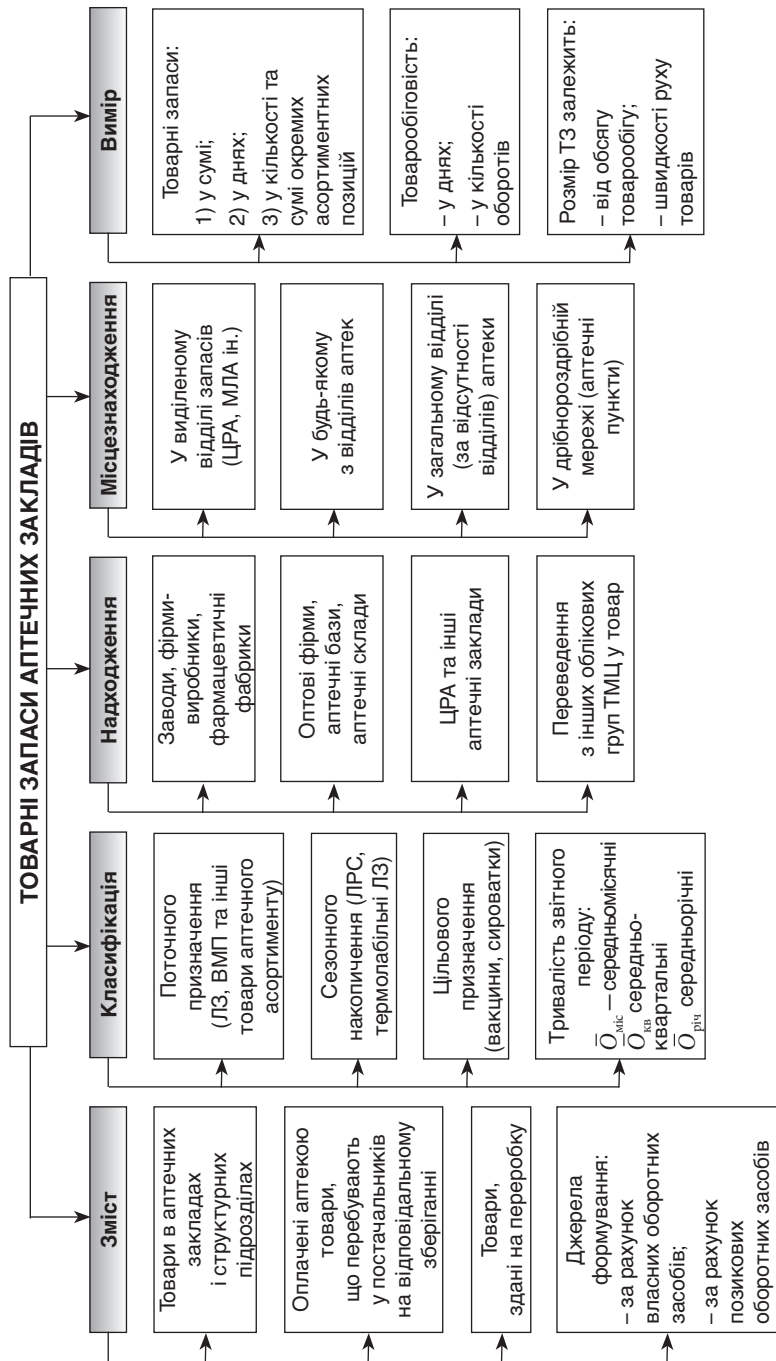 ТОВАРНІ ЗАПАСИ АПТЕЧНИХ ЗАКЛАДІВ
Зміст
Товари в аптечних
закладах
і структурних
підрозділах
Оплачені аптекою
товари,
що перебувають
у постачальників
на відповідальному
зберіганні
Товари,
здані на переробку
Джерела
формування:
– за рахунок
власних оборотних
засобів;
– за рахунок
позикових
оборотних засобів
Класифікація
Поточного
призначення
(ЛЗ, ВМП та інші
товари аптечного
асортименту)
Сезонного
накопичення (ЛРС,
термолабільні ЛЗ)
Цільового
призначення
(вакцини, сироватки)
Тривалість звітного
періоду:
O̅міс — середньомісячні
O̅кв середньо-
квартальні
O̅річ середньорічні
Надходження
Заводи, фірми-
виробники,
фармацевтичні
фабрики
Оптові фірми,
аптечні бази,
аптечні склади
ЦРА та інші
аптечні заклади
Переведення
з інших облікових
груп ТМЦ у товар
Місцезнаходження
У виділеному
відділі запасів
(ЦРА, МЛА ін.)
У будь-якому
з відділів аптек
У загальному відділі
(за відсутності
відділів) аптеки
У дрібнороздрібній
мережі (аптечні
пункти)
Вимір
Товарні запаси:
1) у сумі;
2) у днях;
3) у кількості та
сумі окремих
асортиментних
позицій
Товарообіговість:
– у днях;
– у кількості
оборотів
Розмір ТЗ залежить:
– від обсягу
товарообігу;
– швидкості руху
товарів